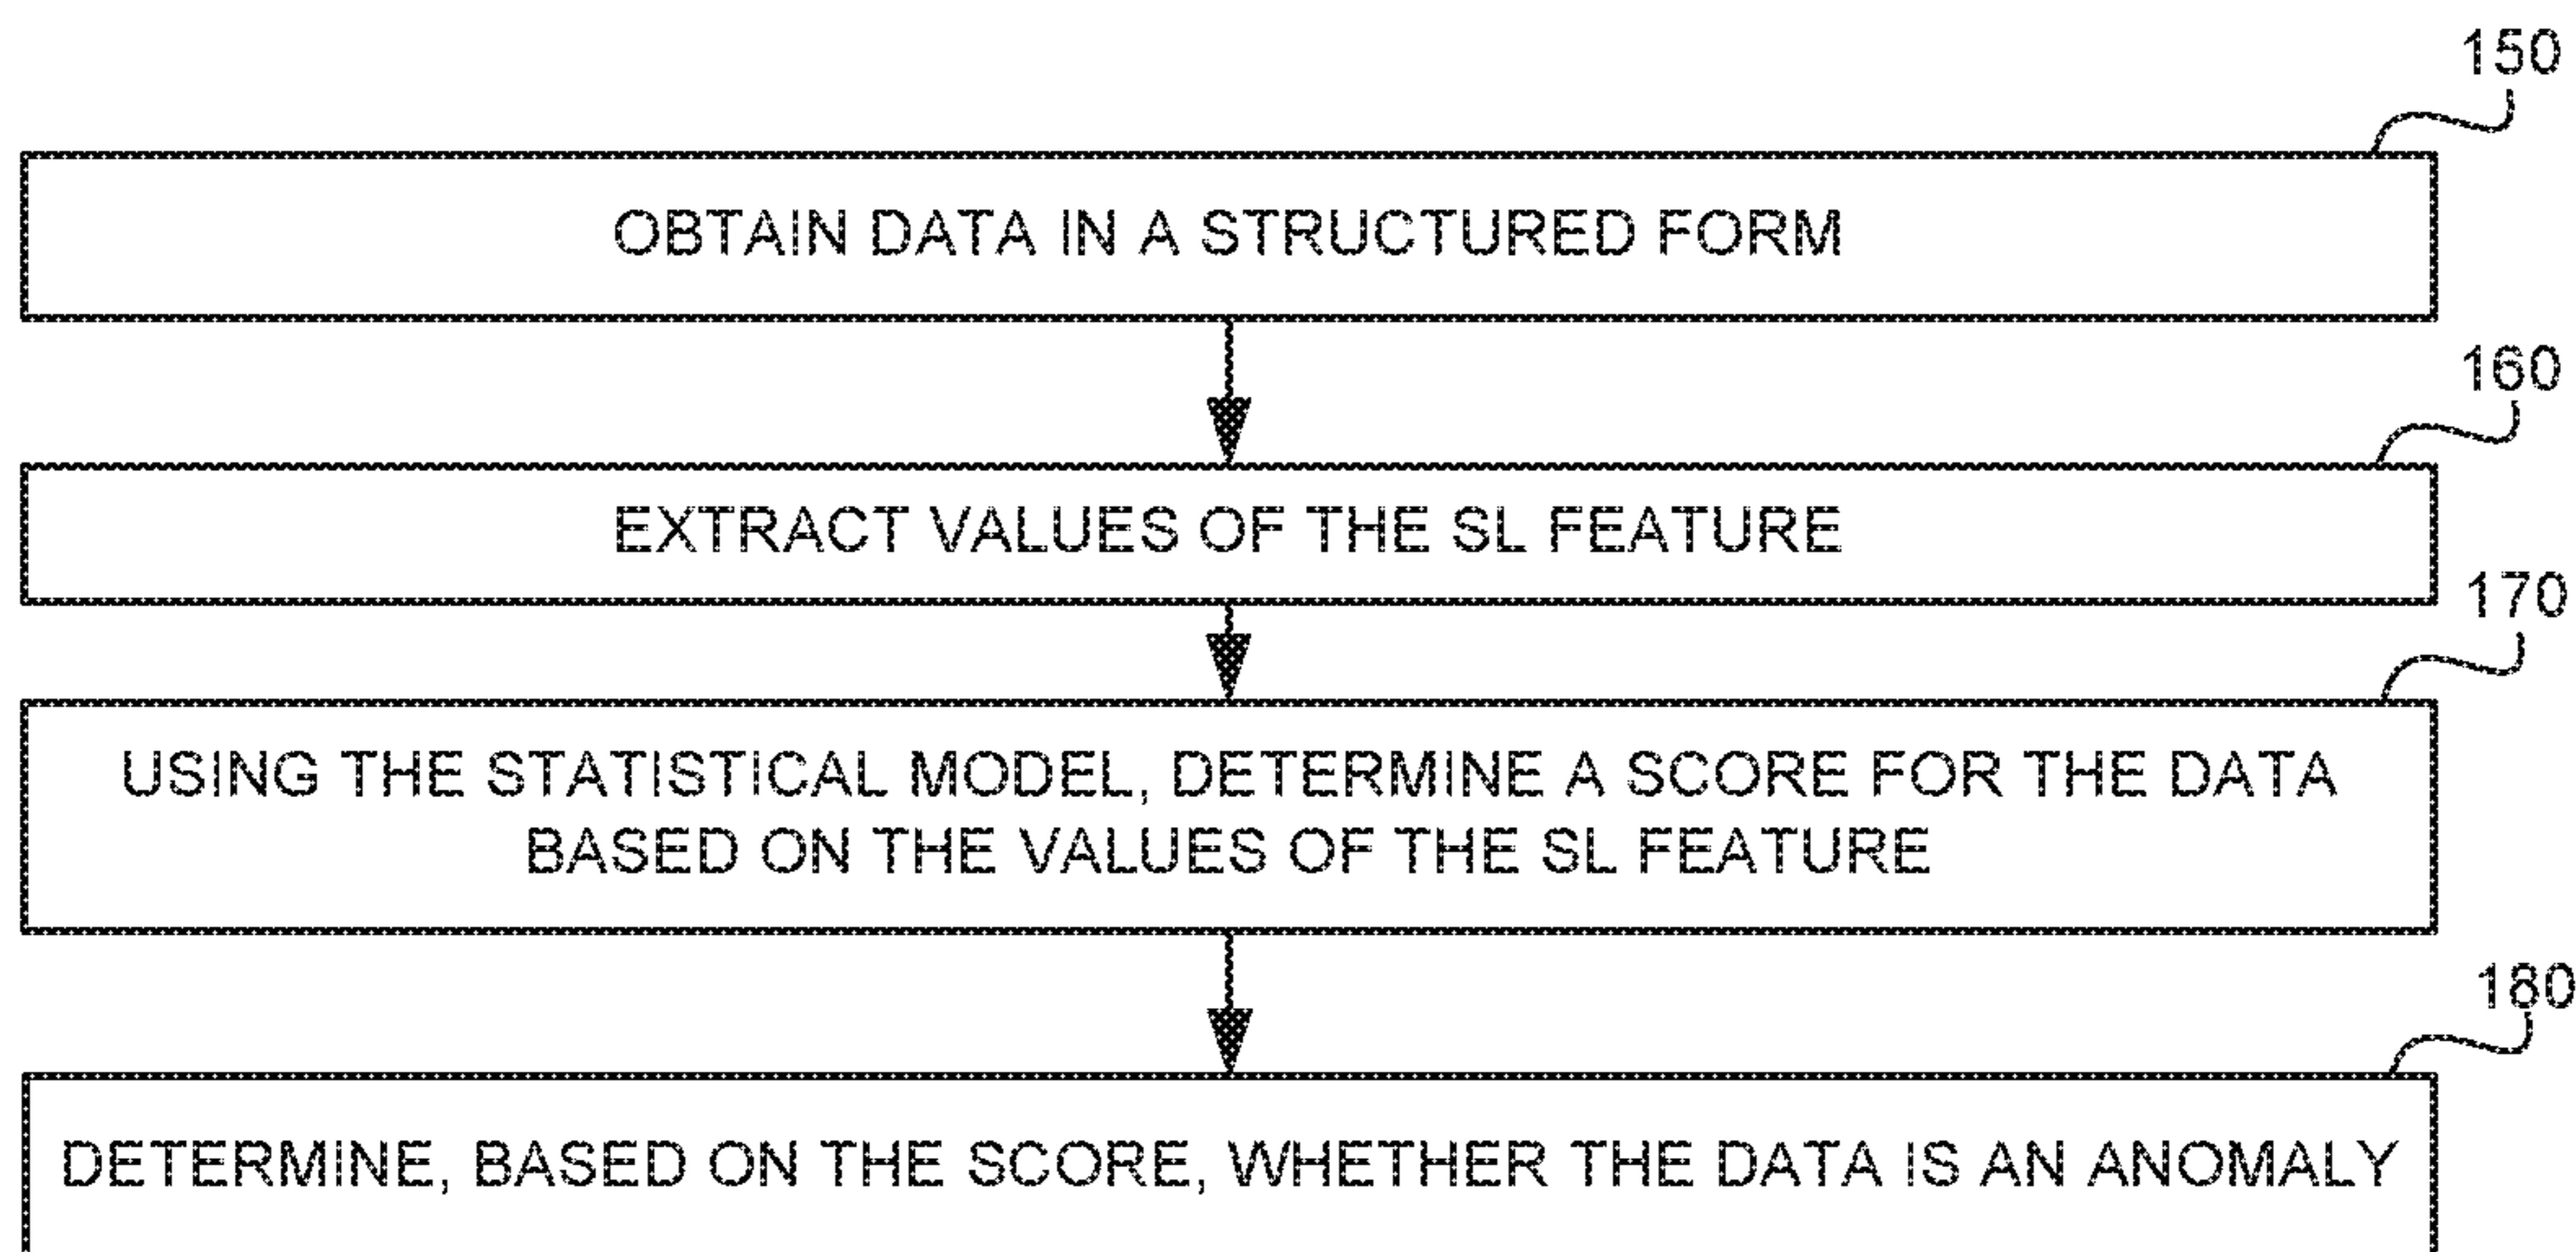 150
OBTAIN DATA IN A STRUCTURED FORM
160
EXTRACT VALUES OF THE SL FEATURE
170
USING THE STATISTICAL MODEL, DETERMINE A SCORE FOR THE DATA
BASED ON THE VALUES OF THE SL FEATURE
180
DETERMINE, BASED ON THE SCORE, WHETHER THE DATA IS AN ANOMALY